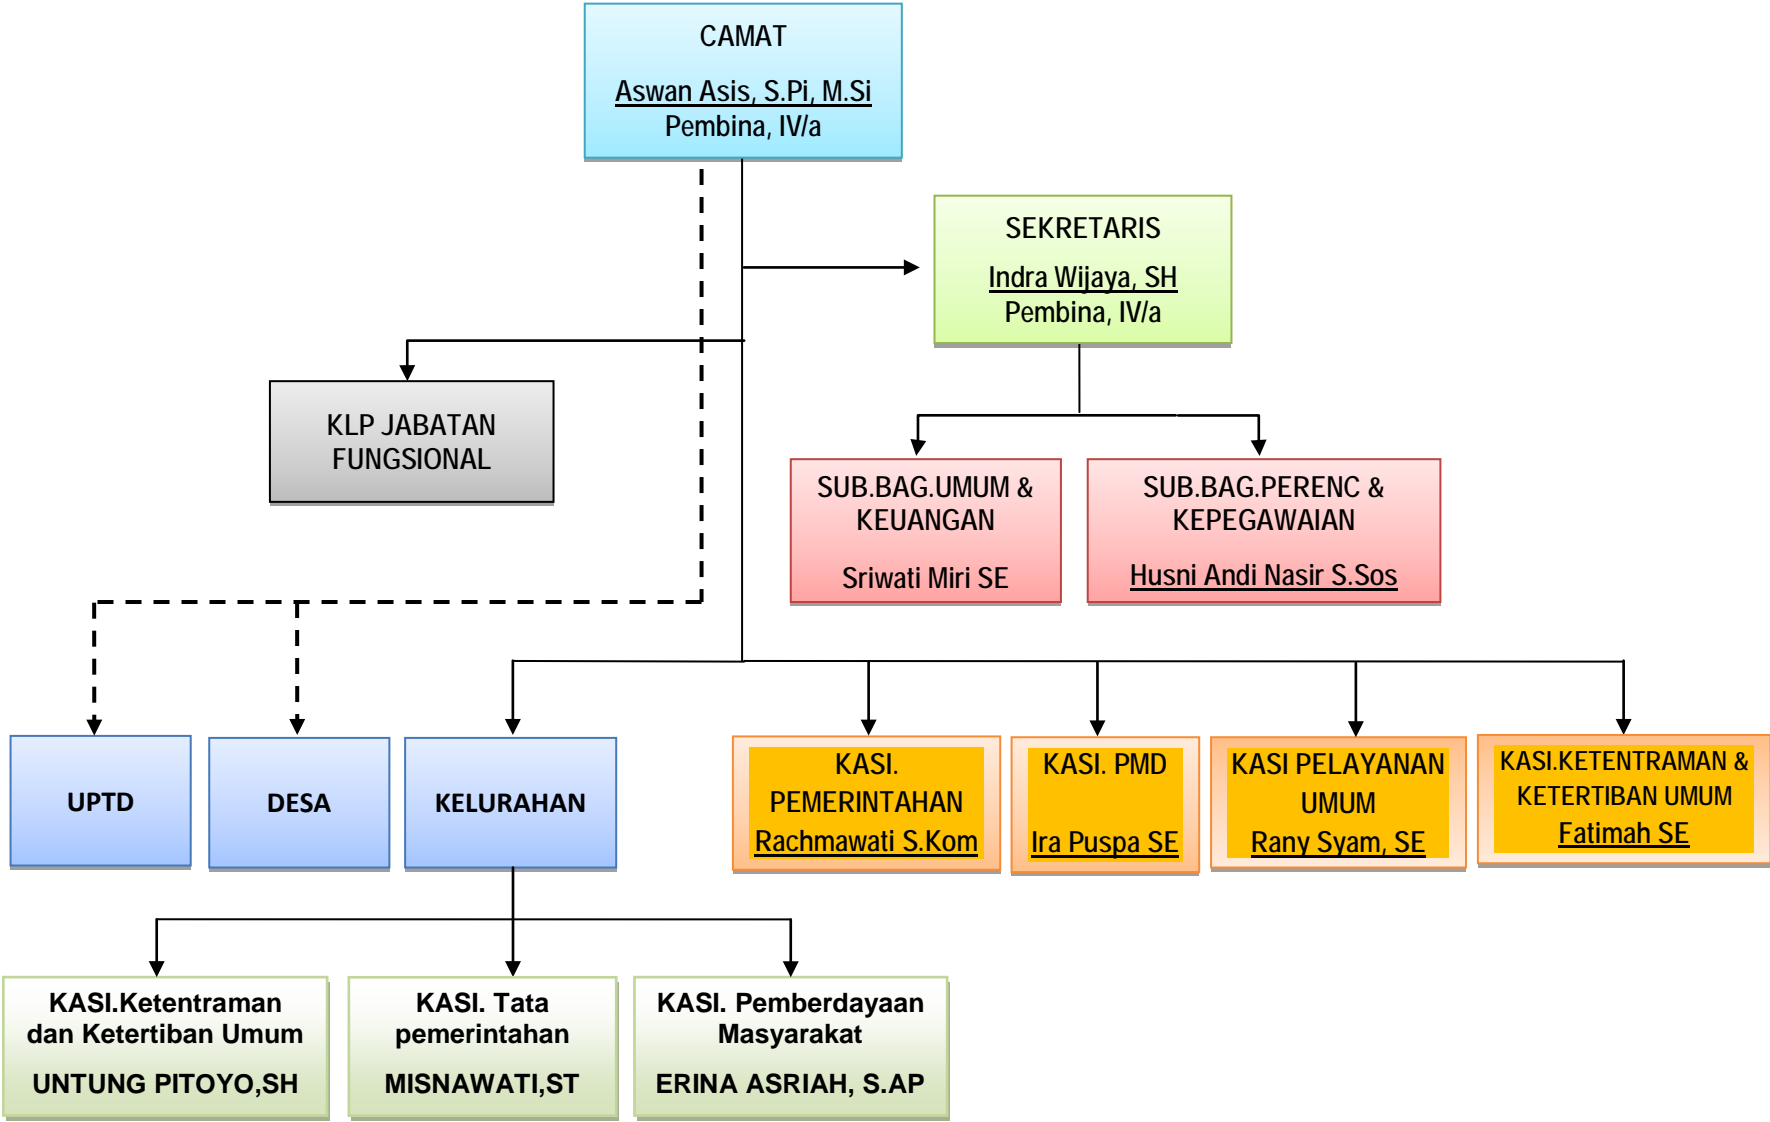 CAMAT
Aswan Asis, S.Pi, M.Si
Pembina, IV/a
SEKRETARIS
Indra Wijaya, SH
Pembina, IV/a
KLP JABATAN
FUNGSIONAL
SUB.BAG.UMUM &
KEUANGAN
Sriwati Miri SE
SUB.BAG.PERENC &
KEPEGAWAIAN
Husni Andi Nasir S.Sos
UPTD
DESA
KELURAHAN
KASI.
PEMERINTAHAN
Rachmawati S.Kom
KASI. PMD
Ira Puspa SE
KASI PELAYANAN
UMUM
Rany Syam, SE
KASI.KETENTRAMAN &
KETERTIBAN UMUM
Fatimah SE
KASI.Ketentraman
dan Ketertiban Umum
UNTUNG PITOYO,SH
KASI. Tata
pemerintahan
MISNAWATI,ST
KASI. Pemberdayaan
Masyarakat
ERINA ASRIAH, S.AP